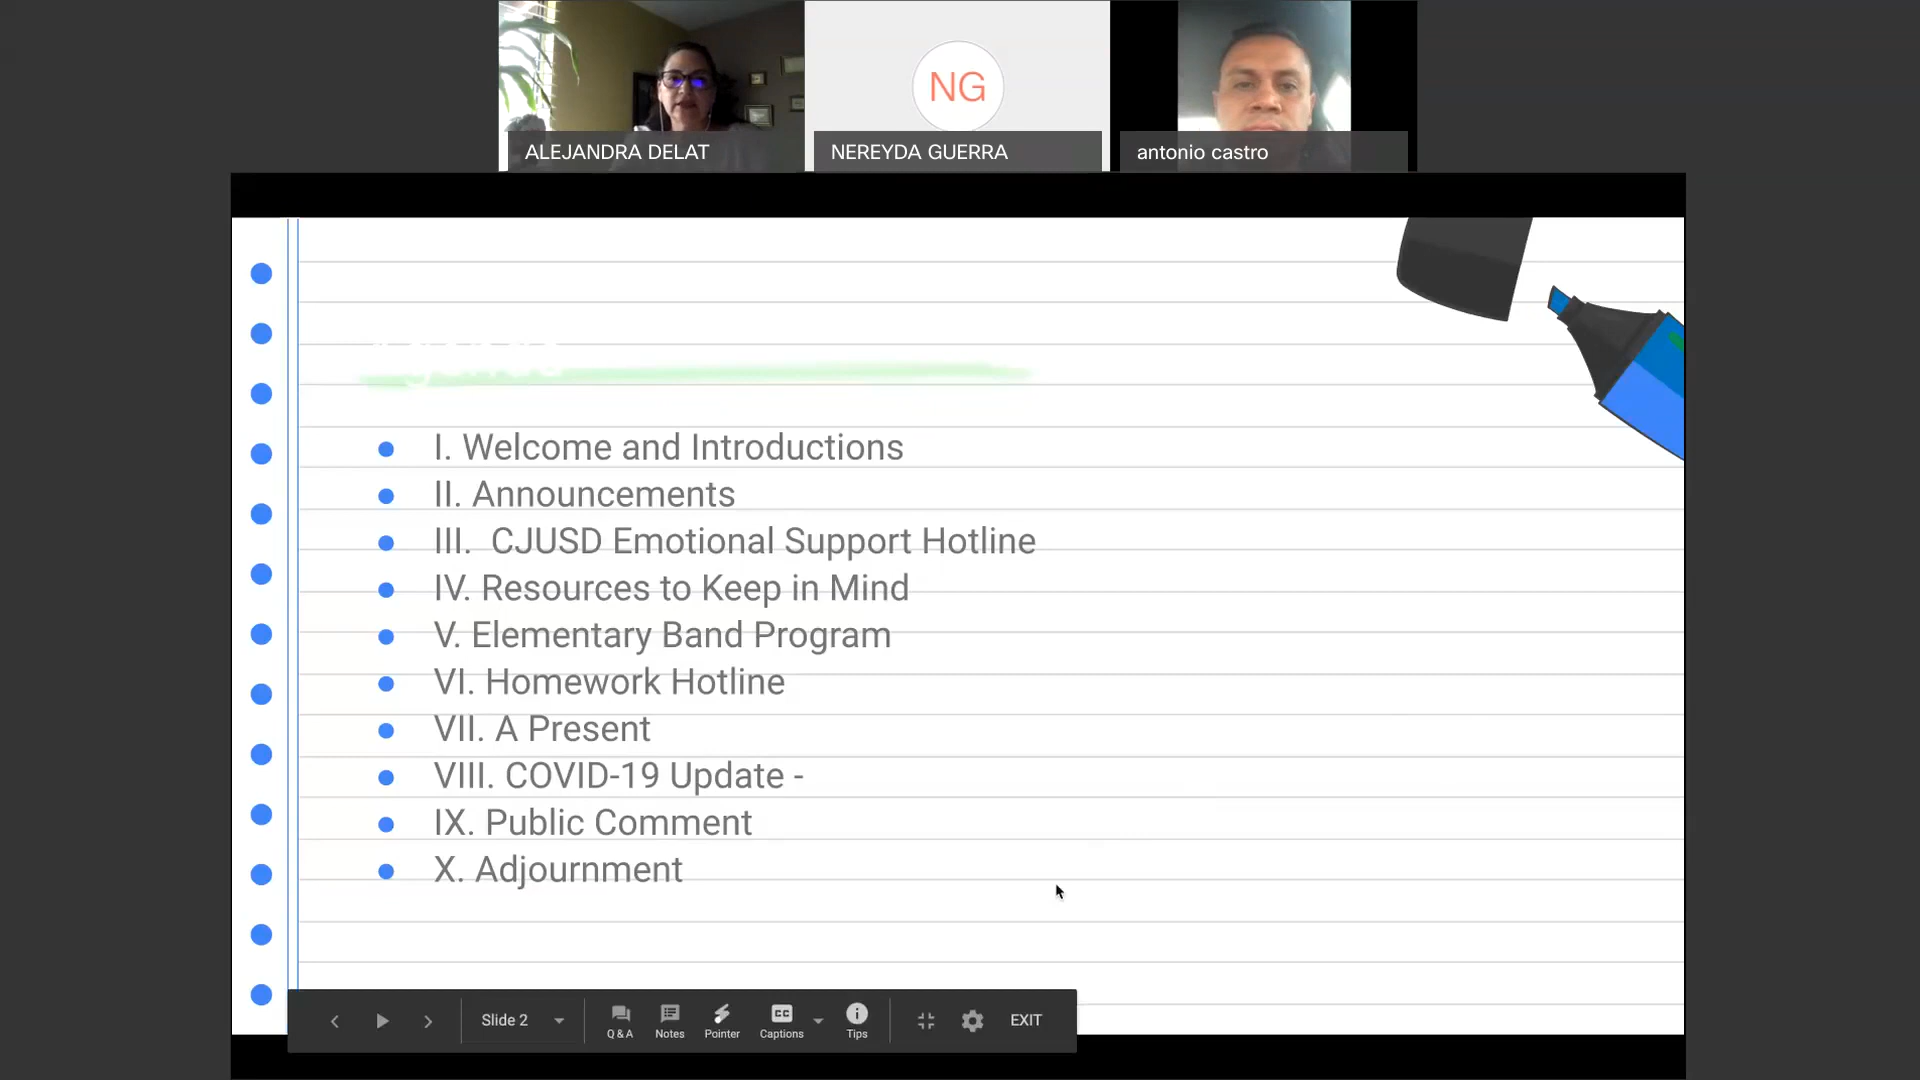 NG
ALEJANDRA DELAT
NEREYDA GUERRA
antonio castro
I. Welcome and Introductions
II. Announcements
III. CJUSD Emotional Support Hotline
IV. Resources to Keep in Mind
V. Elementary Band Program
VI. Homework Hotline
VII. A Present
VIII. COVID-19 Update -
IX. Public Comment
X. Adjournment
Slide 2
Q & A
Notes
Pointer
CC
Captions
Tips
EXIT